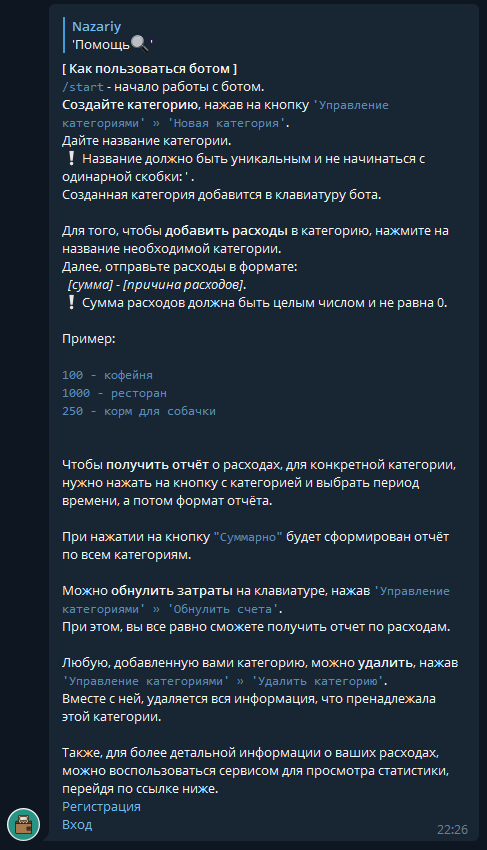 Nazariy
'Помощь🔍'
[ Как пользоваться ботом ]
/start - начало работы с ботом.
Создайте категорию, нажав на кнопку 'Управление
категориями' » 'Новая категория'.
Дайте название категории.
❕ Название должно быть уникальным и не начинаться с
одинарной скобки: ' .
Созданная категория добавится в клавиатуру бота.
Для того, чтобы добавить расходы в категорию, нажмите на
название необходимой категории.
Далее, отправьте расходы в формате:
[сумма] - [причина расходов].
❕ Сумма расходов должна быть целым числом и не равна 0.
Пример:
100 - кофейня
1000 - ресторан
250 - корм для собачки
Чтобы получить отчёт о расходах, для конкретной категории,
нужно нажать на кнопку с категорией и выбрать период
времени, а потом формат отчёта.
При нажатии на кнопку "Суммарно" будет сформирован отчёт
по всем категориям.
Можно обнулить затраты на клавиатуре, нажав 'Управление
категориями' » 'Обнулить счета'.
При этом, вы все равно сможете получить отчет по расходам.
Любую, добавленную вами категорию, можно удалить, нажав
'Управление категориями' » 'Удалить категорию'.
Вместе с ней, удаляется вся информация, что пренадлежала
этой категории.
Также, для более детальной информации о ваших расходах,
можно воспользоваться сервисом для просмотра статистики,
перейдя по ссылке ниже.
Регистрация
Вход
22:26